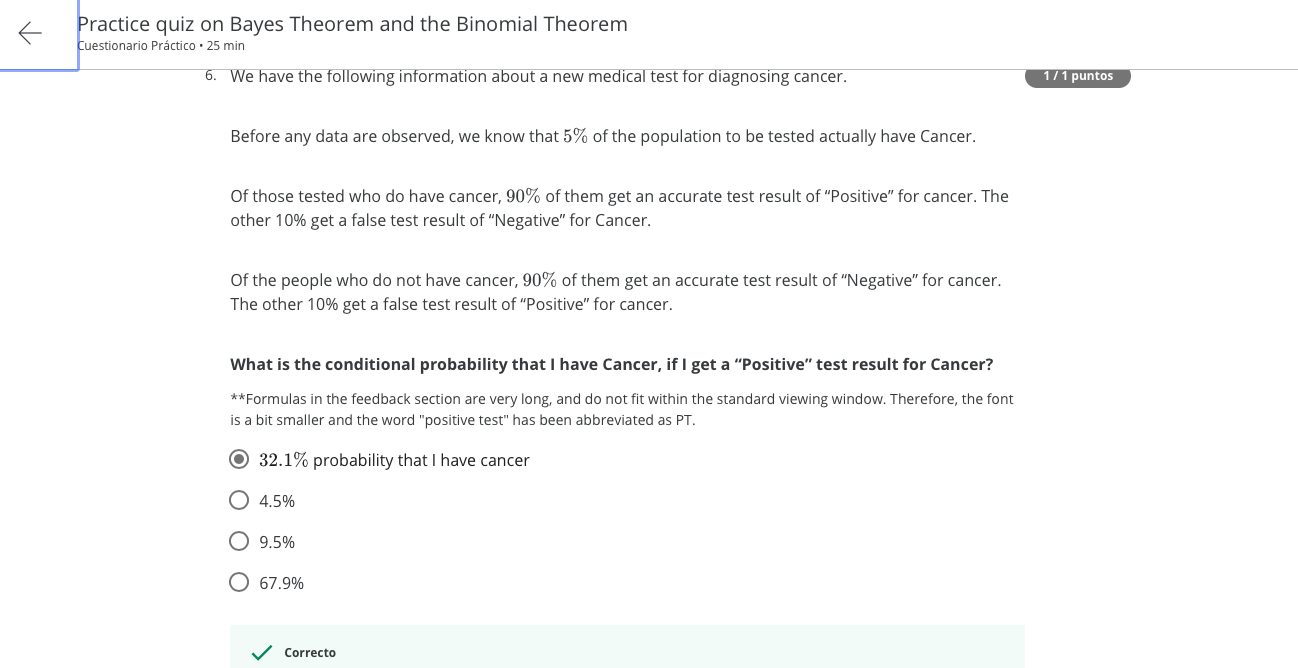 Practice quiz on Bayes Theorem and the Binomial Theorem
Cuestionario Práctico • 25 min
6. We have the following information about a new medical test for diagnosing cancer.
1 / 1 puntos
Before any data are observed, we know that 5% of the population to be tested actually have Cancer.
Of those tested who do have cancer, 90% of them get an accurate test result of “Positive” for cancer. The
other 10% get a false test result of “Negative” for Cancer.
Of the people who do not have cancer, 90% of them get an accurate test result of “Negative” for cancer.
The other 10% get a false test result of “Positive” for cancer.
What is the conditional probability that I have Cancer, if I get a “Positive” test result for Cancer?
**Formulas in the feedback section are very long, and do not fit within the standard viewing window. Therefore, the font
is a bit smaller and the word "positive test" has been abbreviated as PT.
32.1% probability that I have cancer
4.5%
9.5%
67.9%
Correcto